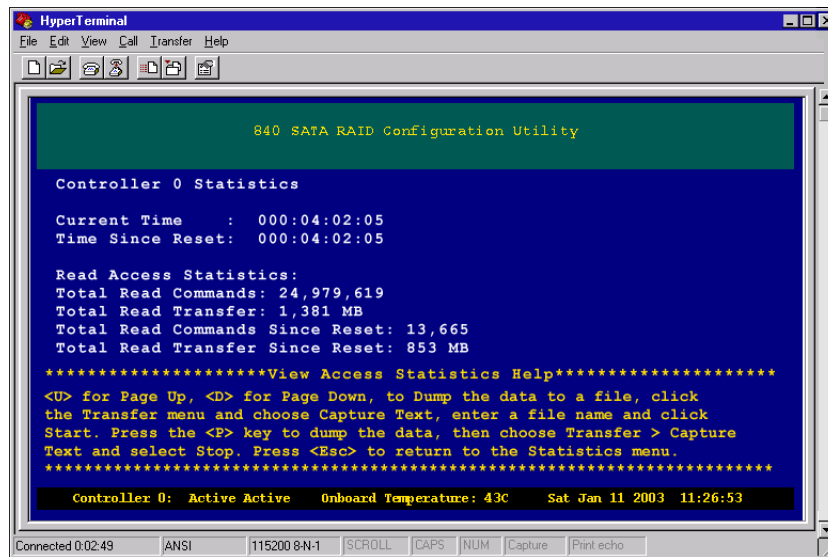 HyperTerminal
File Edit View Call Transfer Help
840 SATA RAID Configuration Utility
Controller 0 Statistics
Current Time : 000:04:02:05
Time Since Reset: 000:04:02:05
Read Access Statistics:
Total Read Commands: 24,979,619
Total Read Transfer: 1,381 MB
Total Read Commands Since Reset: 13,665
Total Read Transfer Since Reset: 853 MB
*********************View Access Statistics Help*********************
<U> for Page Up, <D> for Page Down, to Dump the data to a file, click
the Transfer menu and choose Capture Text, enter a file name and click
Start. Press the <P> key to dump the data, then choose Transfer > Capture
Text and select Stop. Press <Esc> to return to the Statistics menu.
*********************************************************************
Controller 0: Active Active Onboard Temperature: 43C Sat Jan 11 2003 11:26:53
Connected 0:02:49 ANSI 115200 8-N-1 SCROLL CAPS NUM Capture Print echo